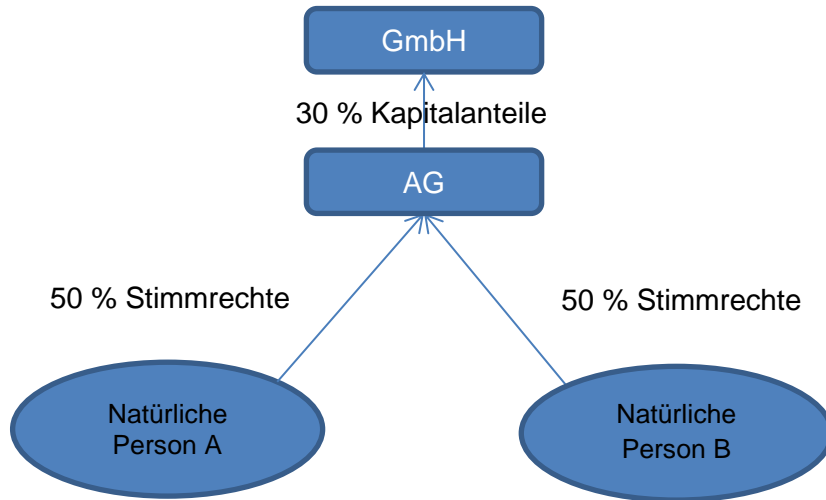 GmbH
30 % Kapitalanteile
AG
50 % Stimmrechte
50 % Stimmrechte
Natürliche
Person A
Natürliche
Person B